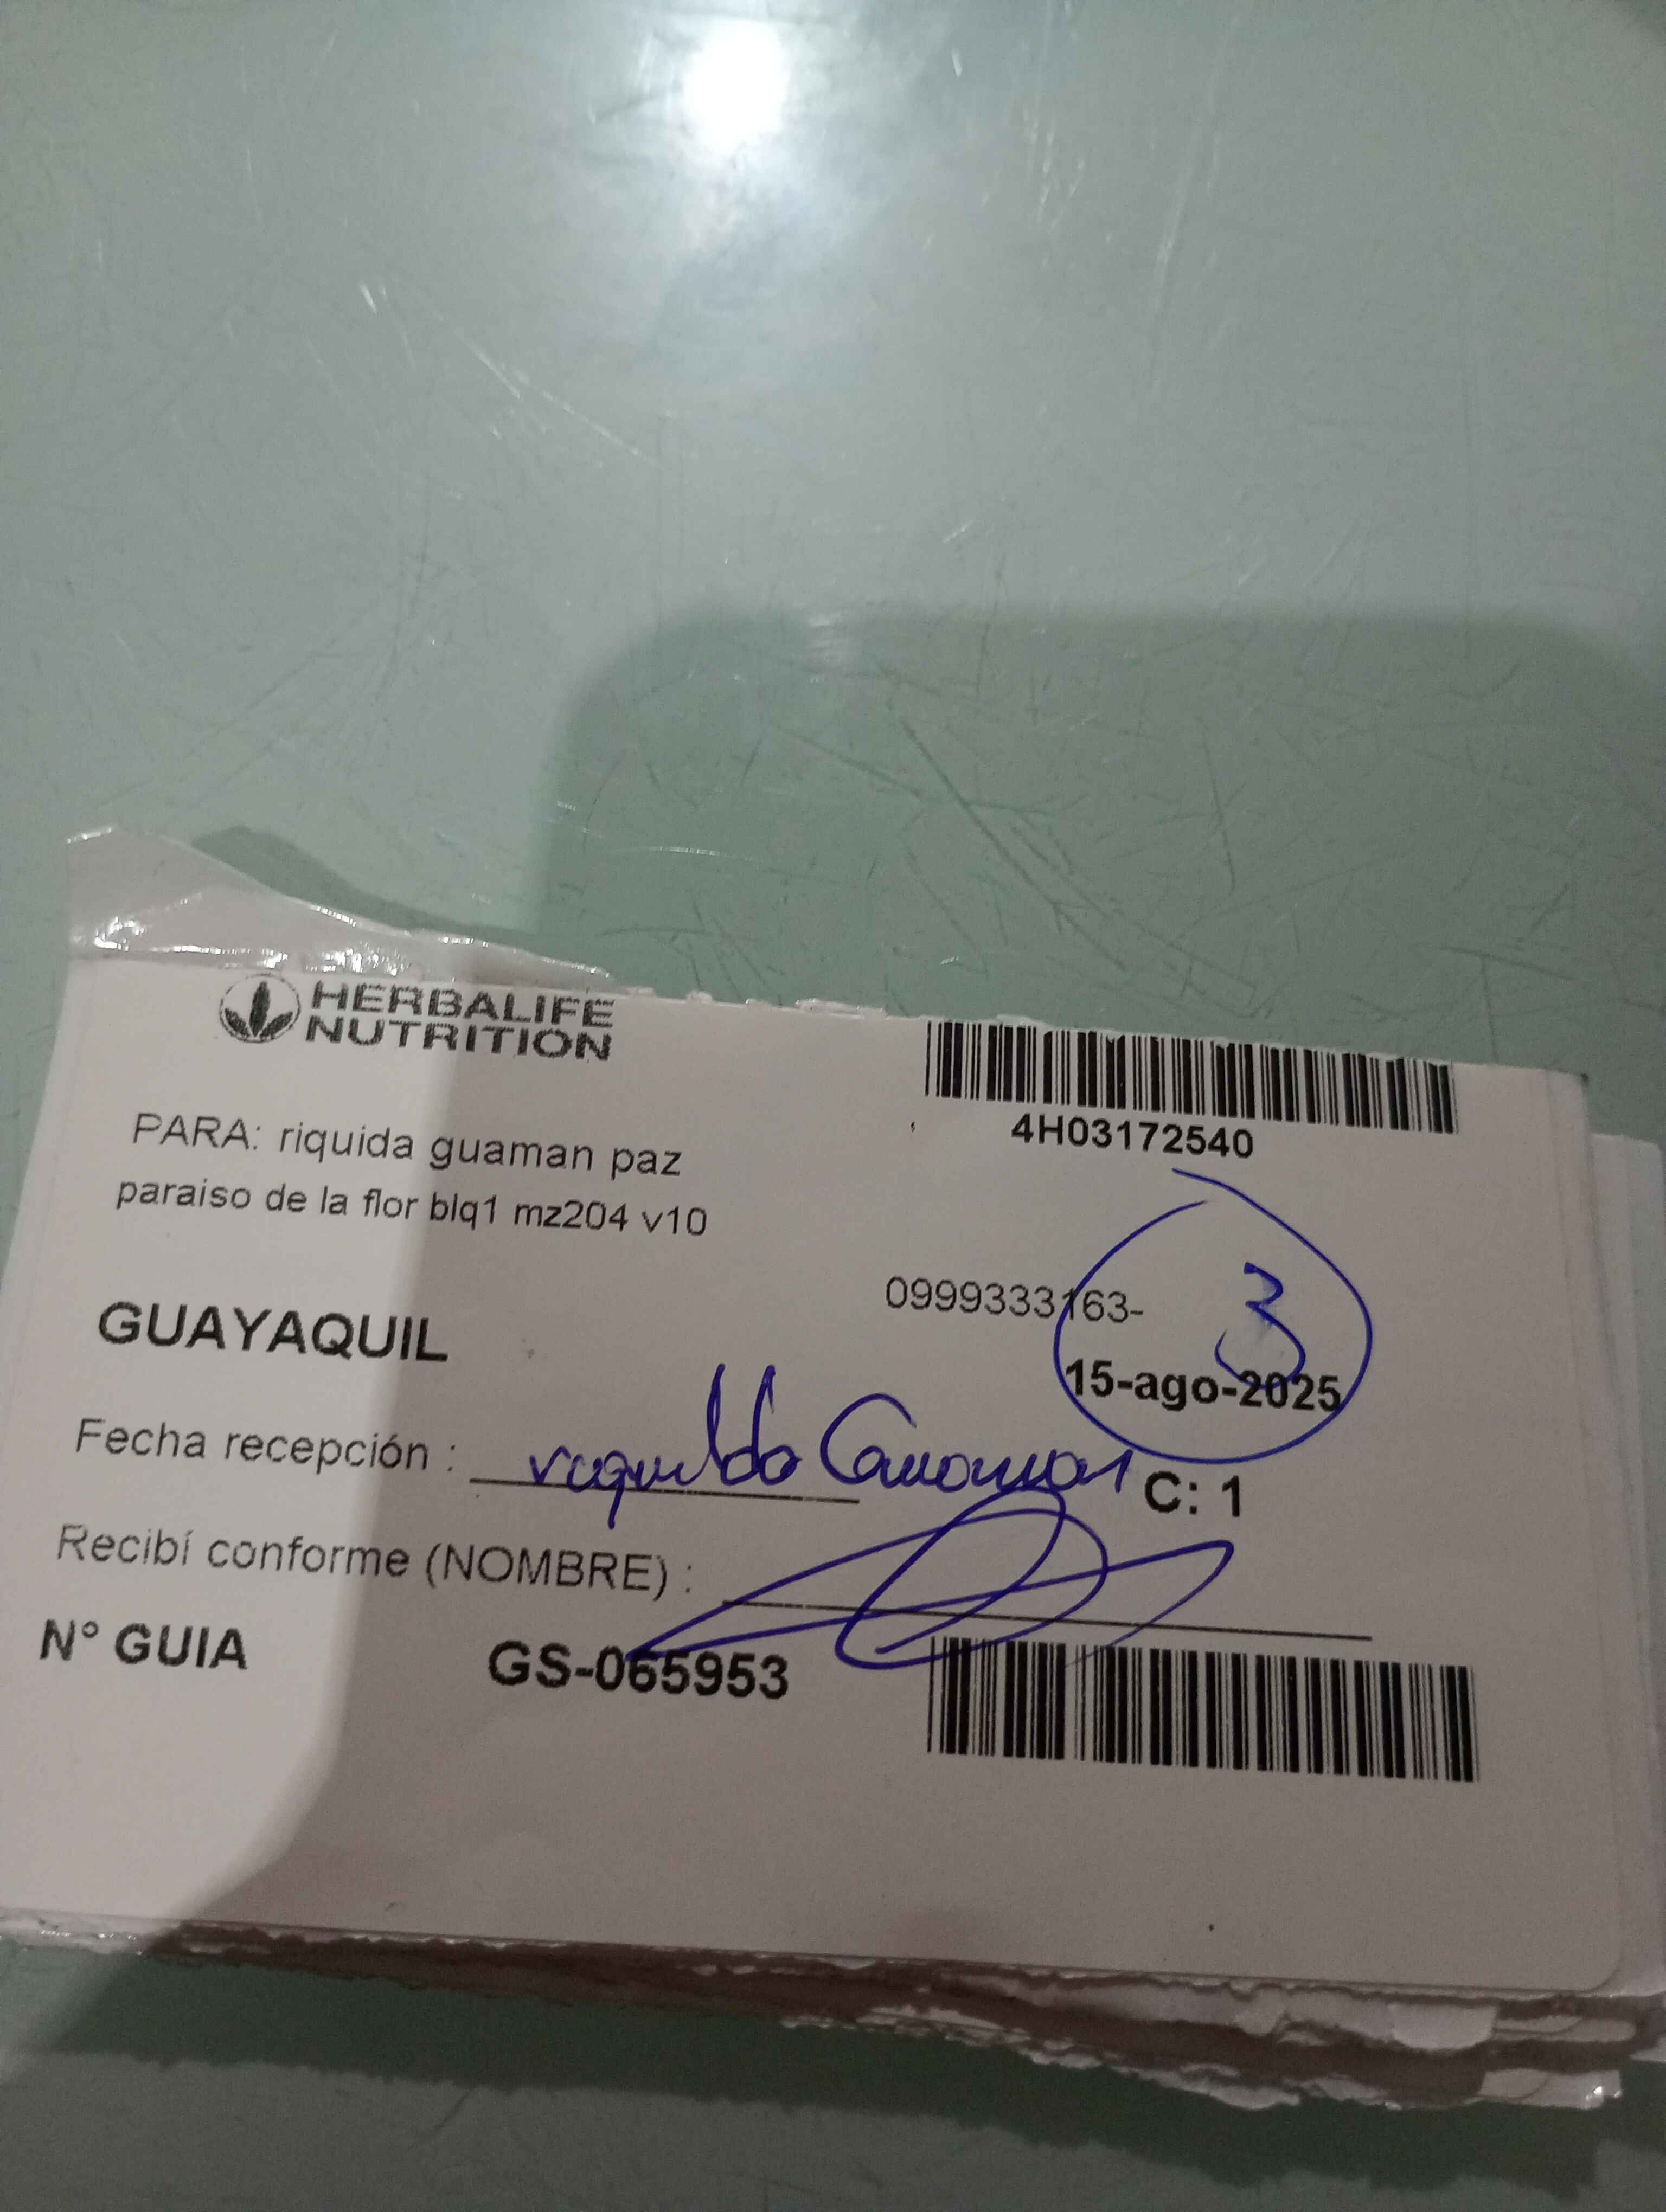 HERBALIFE
NUTRITION
4H03172540
PARA: riquida guaman paz
paraiso de la flor blq1 mz204 v10
0999333163-
3
GUAYAQUIL
15-ago-2025
Fecha recepción :
C: 1
Recibí conforme (NOMBRE) :
N° GUIA GS-065953